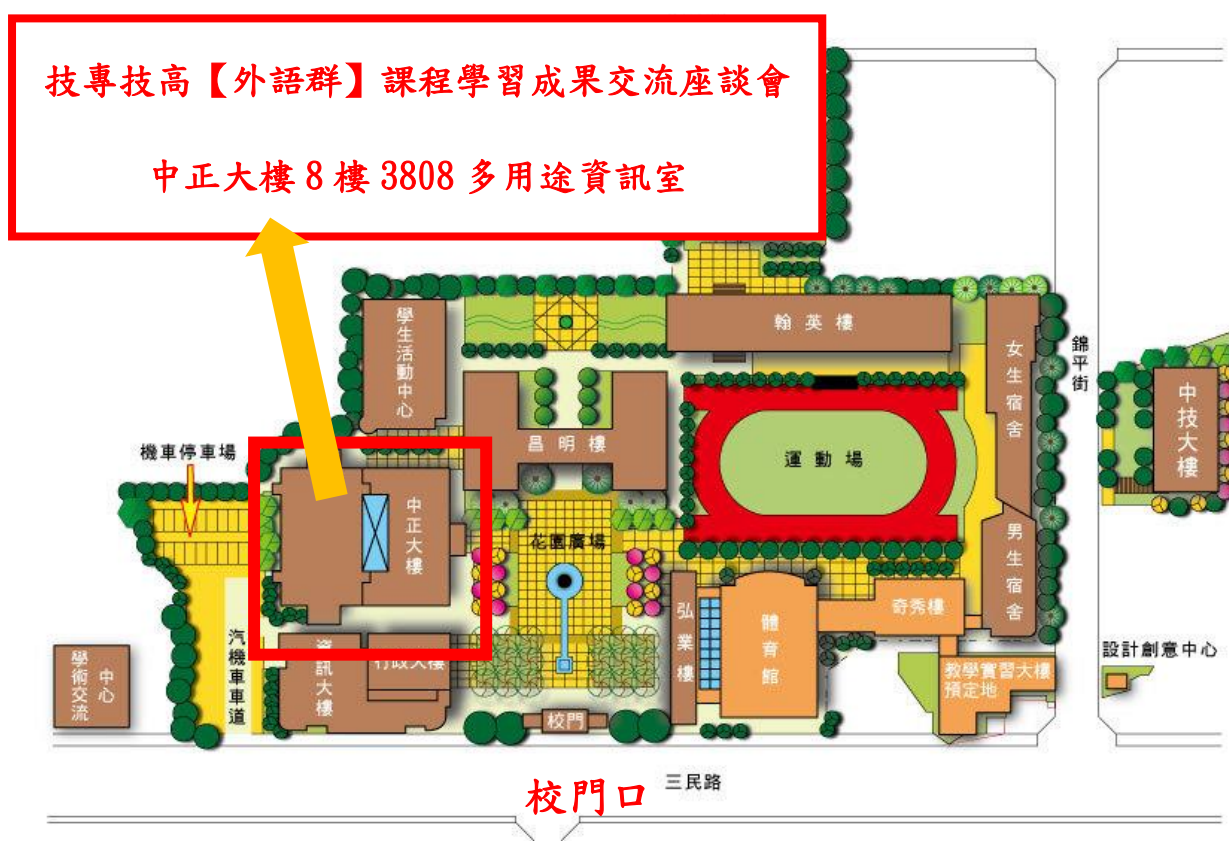 技專技高【外語群】課程學習成果交流座談會
中正大樓 8 樓 3808 多用途資訊室
學生活動中心
翰英樓
女生宿舍
錦平街
中技大樓
昌明樓
運動場
機車停車場
中正大樓
花園廣場
男生宿舍
弘業樓
體育館
奇秀樓
汽機車車道
資訊大樓
行政大樓
學術交流
中心
教學實習大樓
預定地
設計創意中心
校門
校門口
三民路